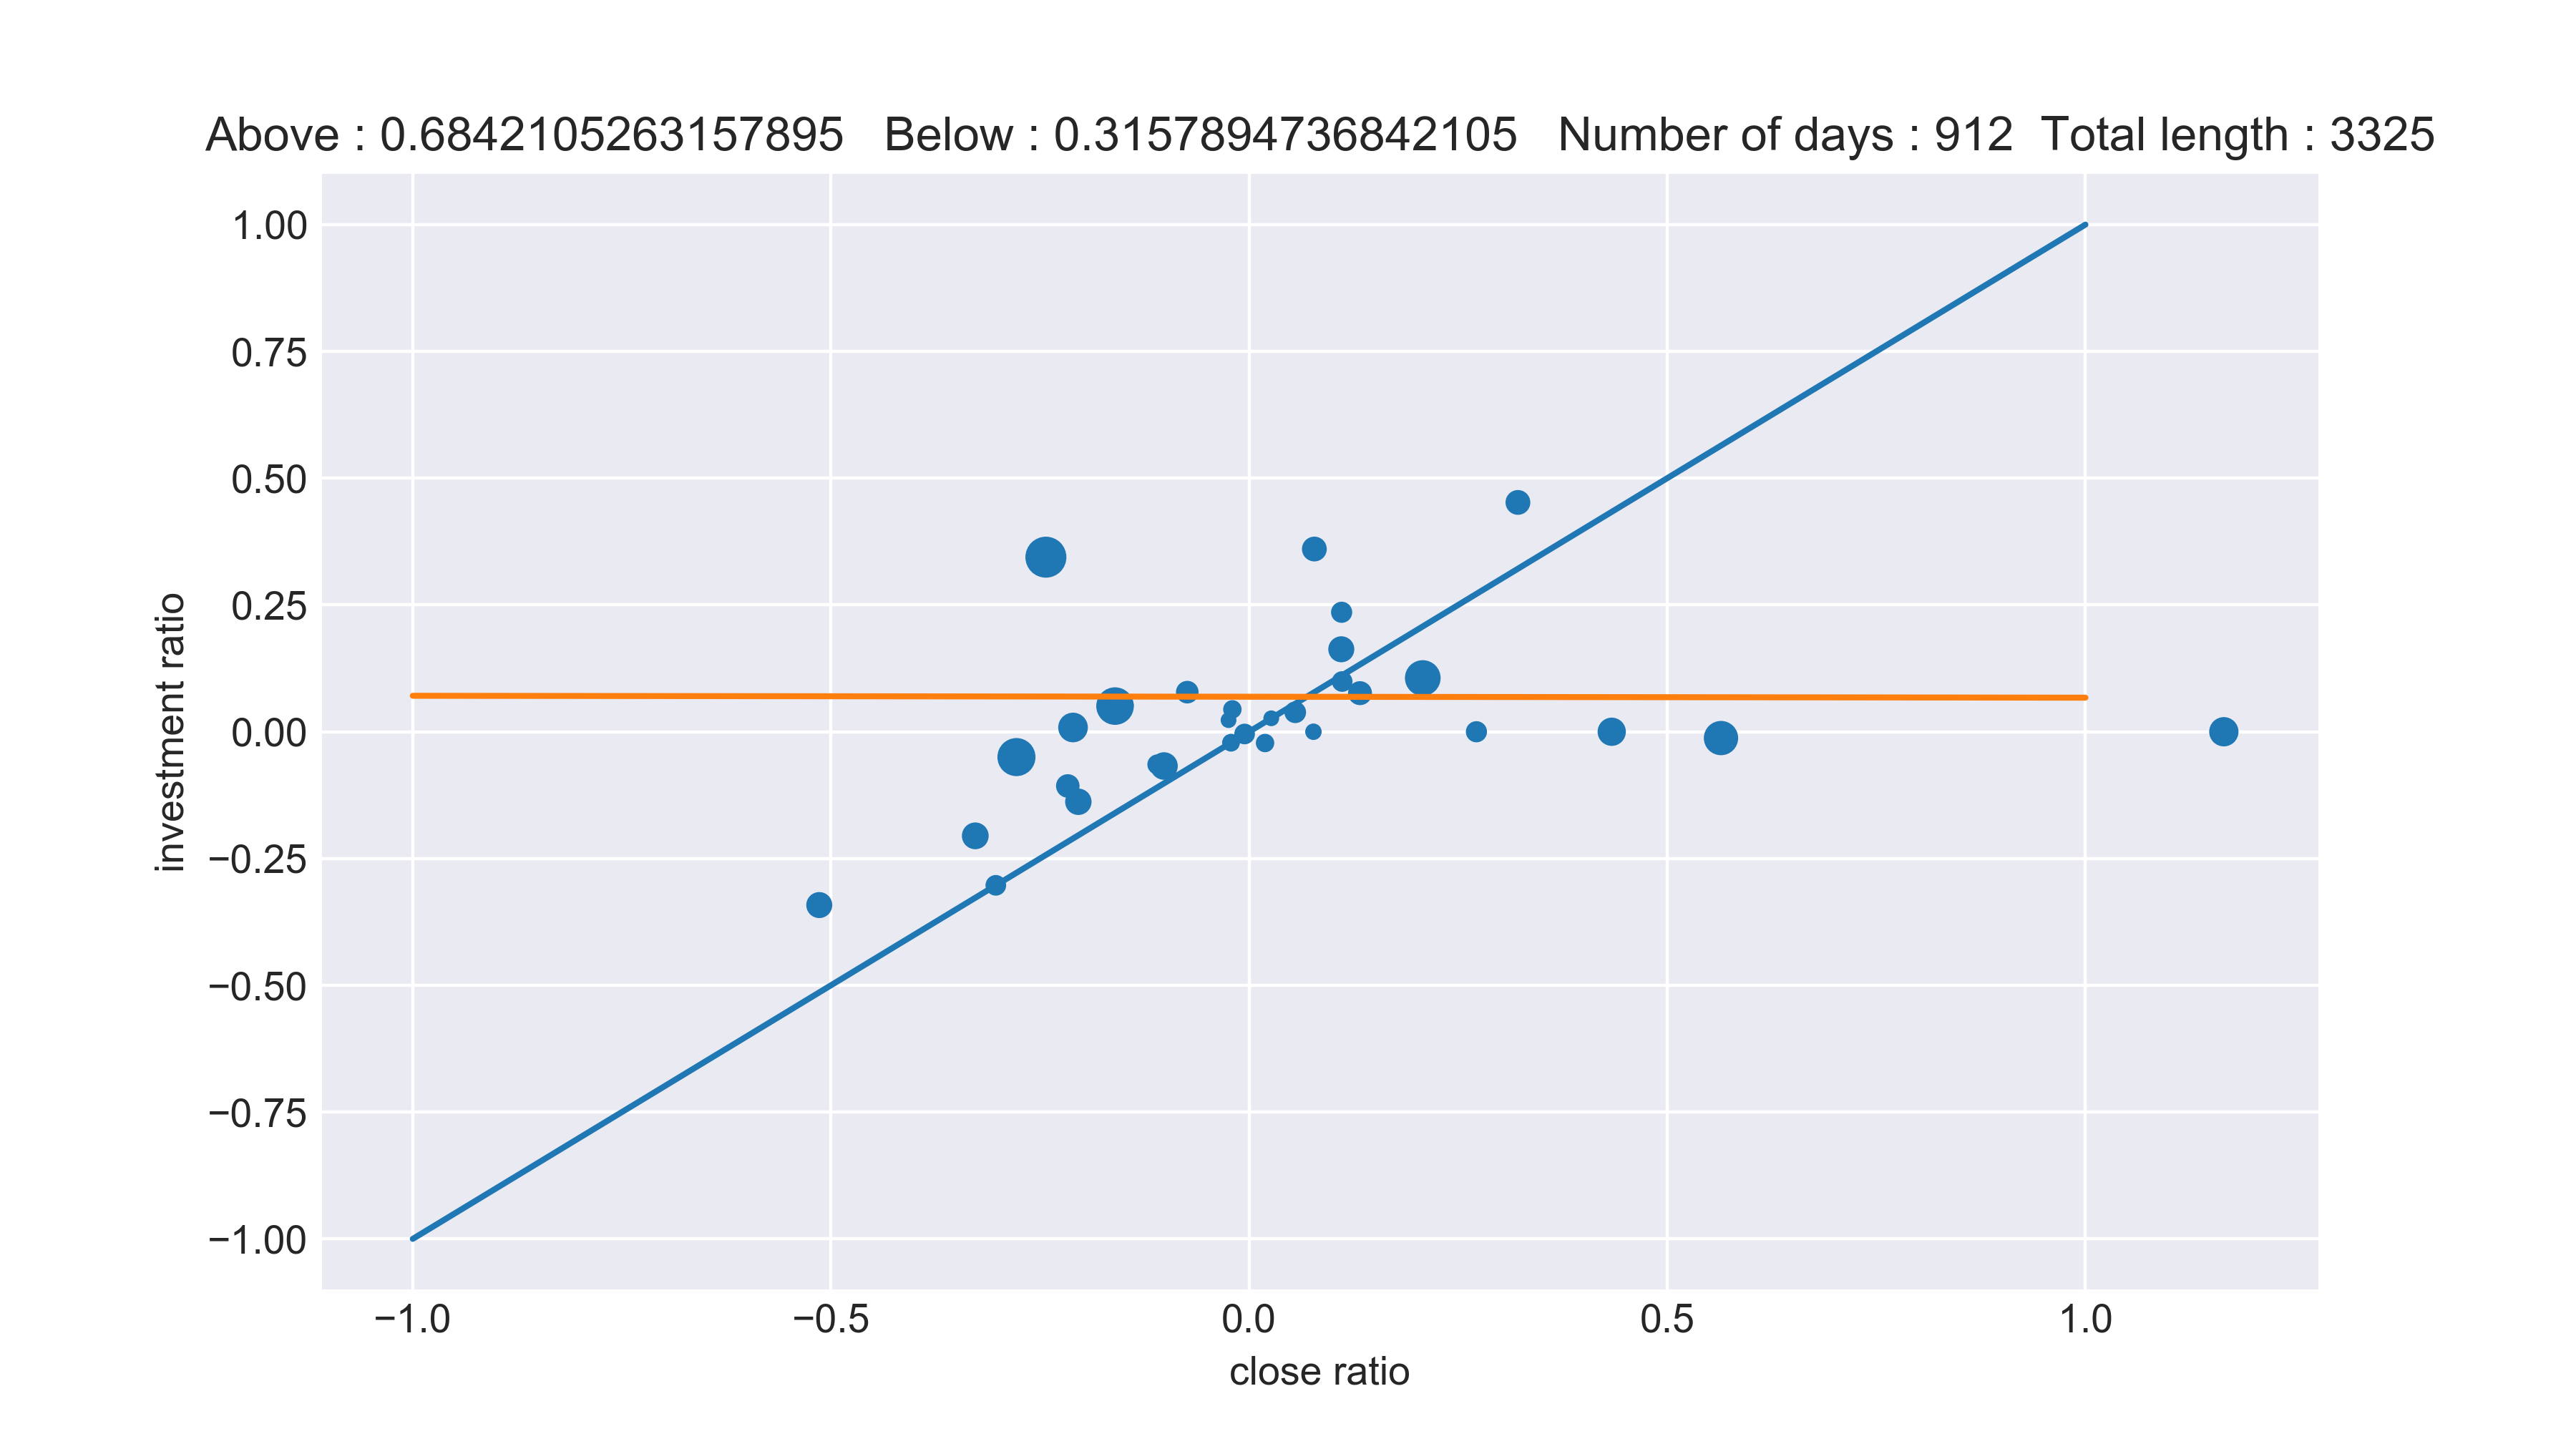 Above : 0.6842105263157895 Below : 0.3157894736842105 Number of days : 912 Total length : 3325
1.00
0.75
0.50
0.25
0.00
−0.25
−0.50
−0.75
−1.00
investment ratio
−1.0 −0.5 0.0 0.5 1.0
close ratio